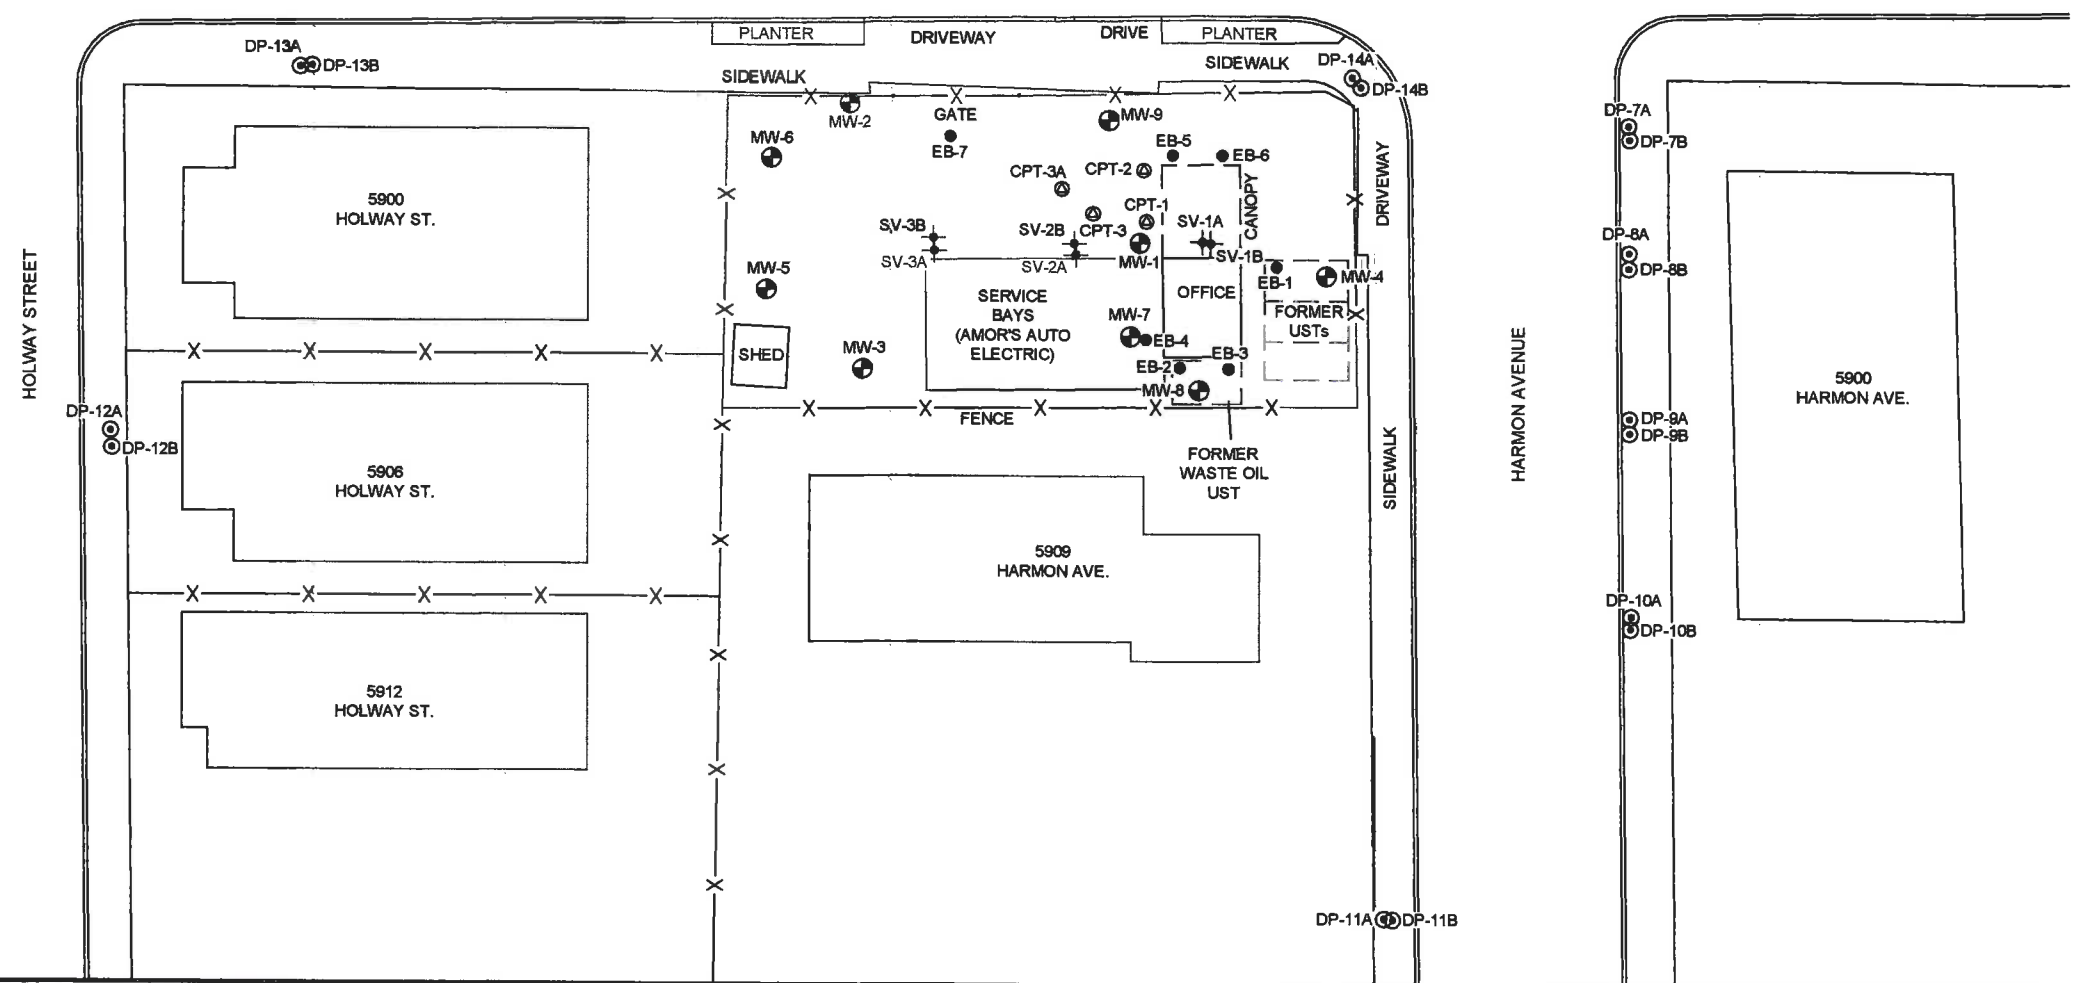 PLANTER
DRIVEWAY
DRIVE
PLANTER
DP-13A
DP-13B
SIDEWALK
SIDEWALK
DP-14A
DP-14B
MW-2
GATE
MW-9
DP-7A
DP-7B
MW-6
EB-7
EB-5
EB-6
CPT-3A
CPT-2
CANOPY
DRIVEWAY
5900
HOLWAY ST.
CPT-1
SV-3B
SV-2B
CPT-3
SV-1A
DP-8A
DP-8B
SV-3A
SV-2A
MW-1
SV-1B
MW-5
EB-1
MW-4
SERVICE
BAYS
(AMOR'S AUTO
ELECTRIC)
OFFICE
FORMER
USTs
HOLWAY STREET
MW-7
EB-4
SHED
MW-3
EB-2
EB-3
MW-8
HARMON AVENUE
5900
HARMON AVE.
DP-12A
DP-12B
FENCE
DP-9A
DP-9B
5906
HOLWAY ST.
FORMER
WASTE OIL
UST
SIDEWALK
5909
HARMON AVE.
DP-10A
DP-10B
5912
HOLWAY ST.
DP-11A
DP-11B